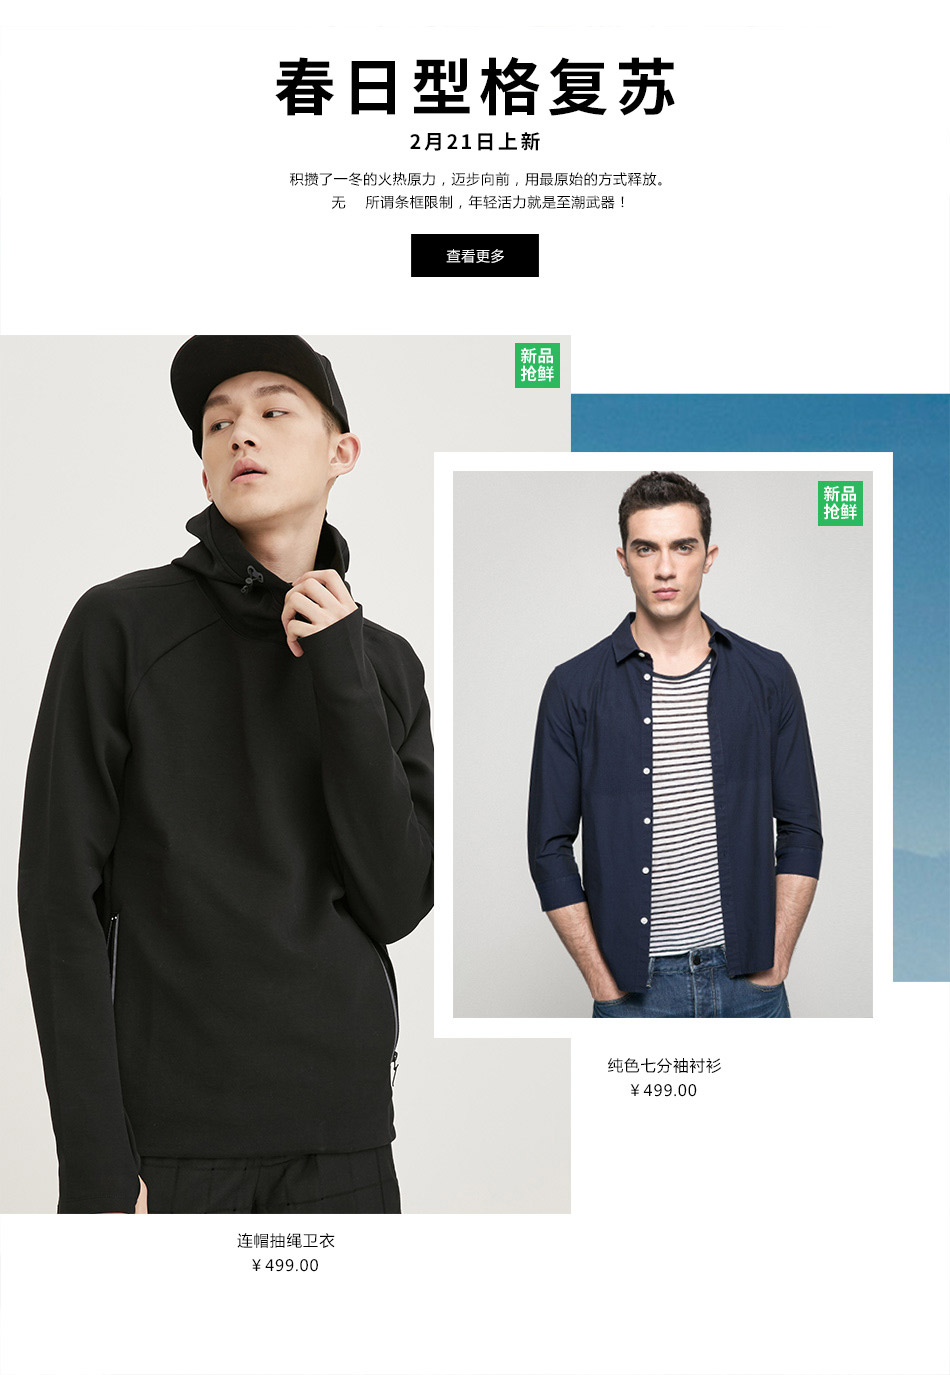 春日型格复苏
2月21日上新
积攒了一冬的火热原力，迈步向前，用最原始的方式释放。
无 所谓条框限制，年轻活力就是至潮武器！
查看更多
新品
抢鲜
新品
抢鲜
纯色七分袖衬衫
￥499.00
连帽抽绳卫衣
￥499.00